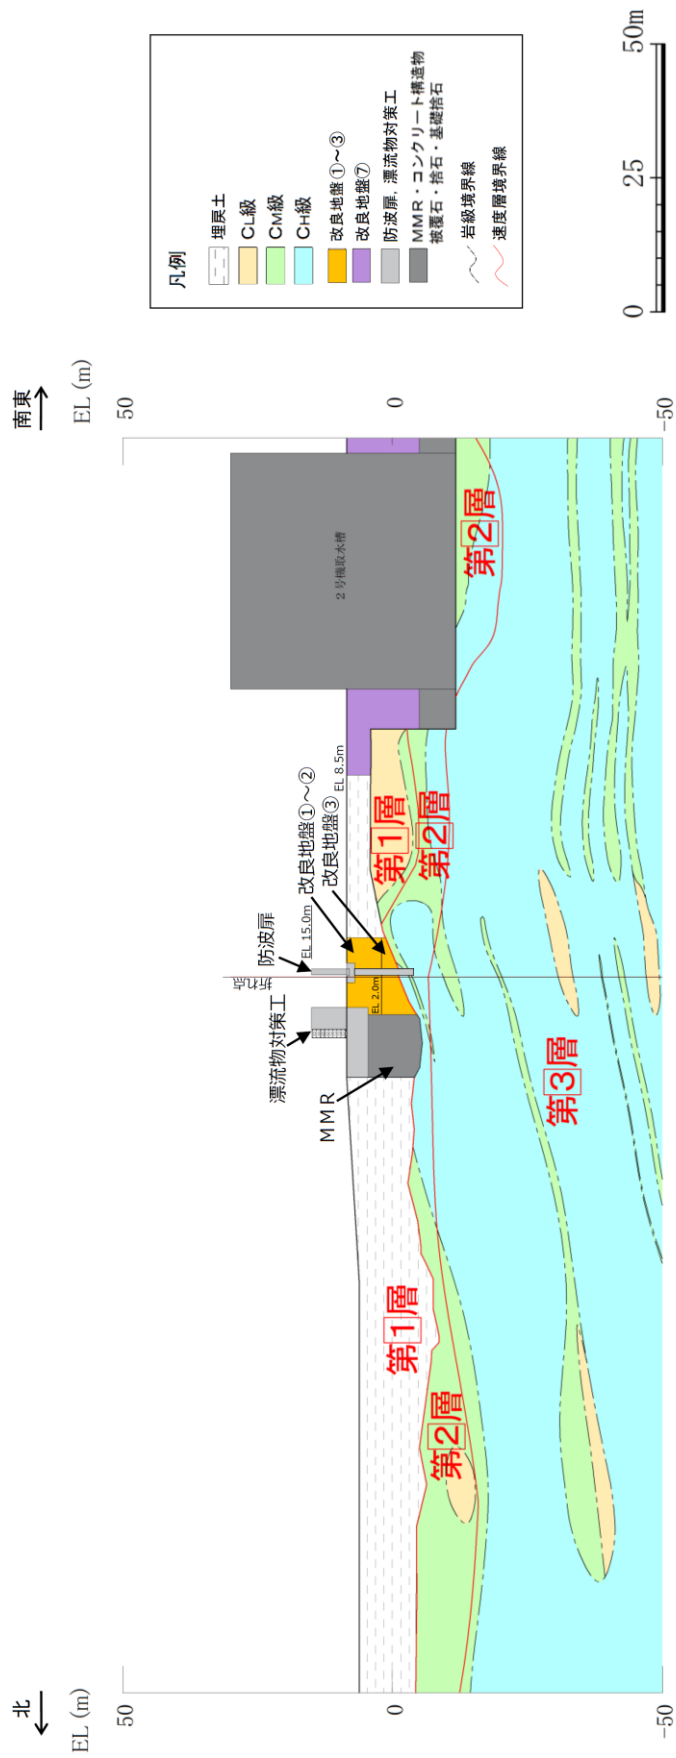 北
南東
EL (m)
EL (m)
50
0
-50
50
0
-50
漂流物対策工
防波扉
折れ点
EL 15.0m
改良地盤①～②
改良地盤③
EL 8.5m
EL 2.0m
MMR
2号機取水槽
第1層
第2層
第1層
第2層
第2層
第3層
凡例
埋戻土
CL級
CM級
CH級
改良地盤①～③
改良地盤⑦
防波扉，漂流物対策工
MMR・コンクリート構造物
被覆石・捨石・基礎捨石
岩級境界線
速度層境界線
0
25
50m